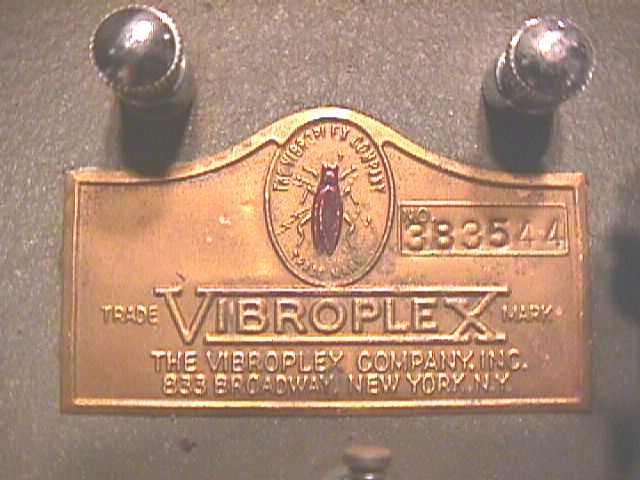 THE VIBROPLEX COMPANY
TRADE MARK
NO. 383544
TRADE VIBROPLEX MARK
THE VIBROPLEX COMPANY, INC.
833 BROADWAY, NEW YORK, N.Y.